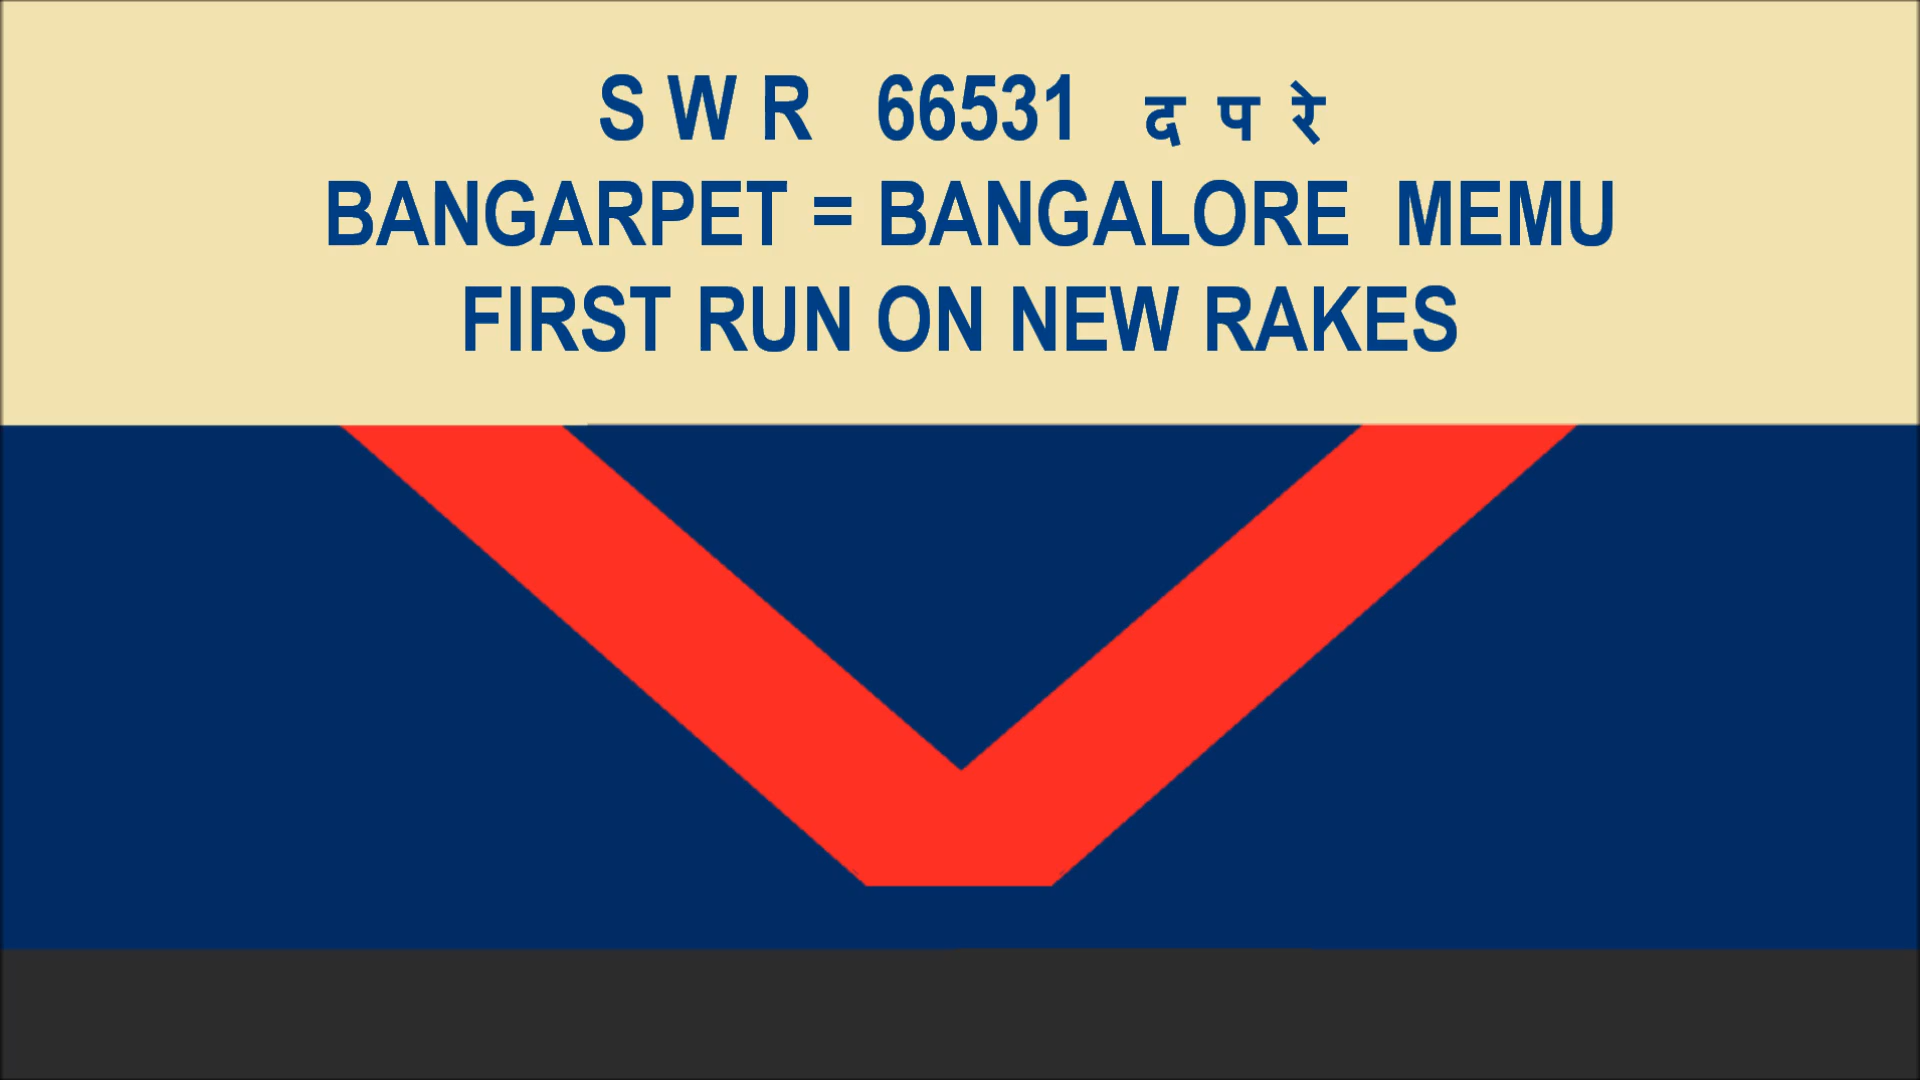 S W R 66531 द प रे
BANGARPET = BANGALORE MEMU
FIRST RUN ON NEW RAKES